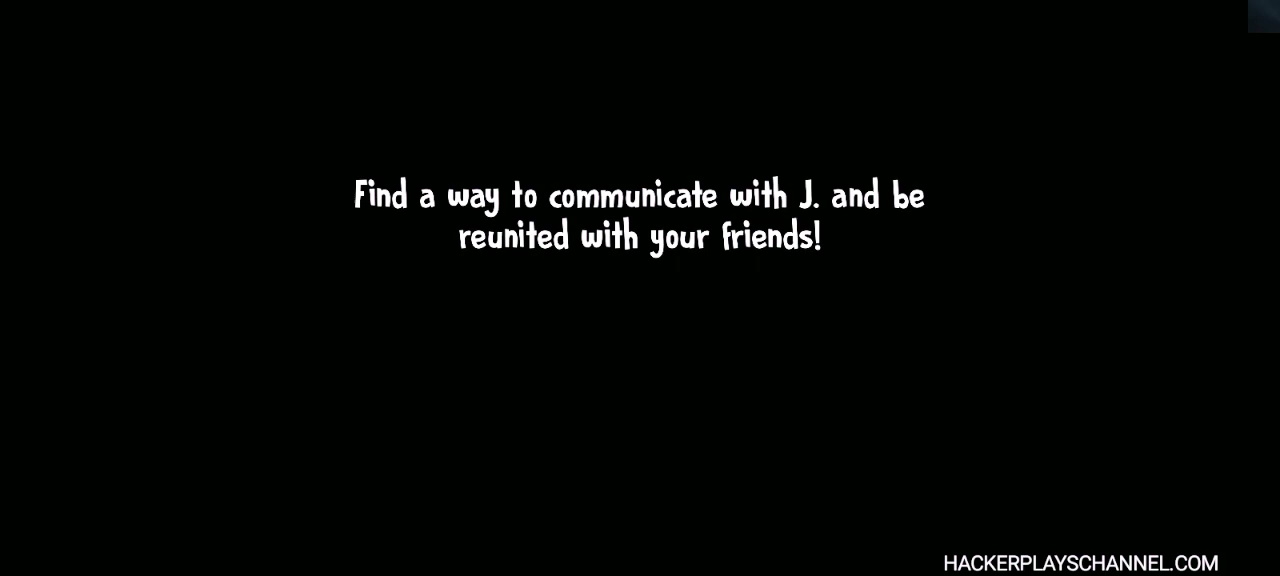 Find a way to communicate with J. and be
reunited with your friends!
HACKERPLAYSCHANNEL.COM